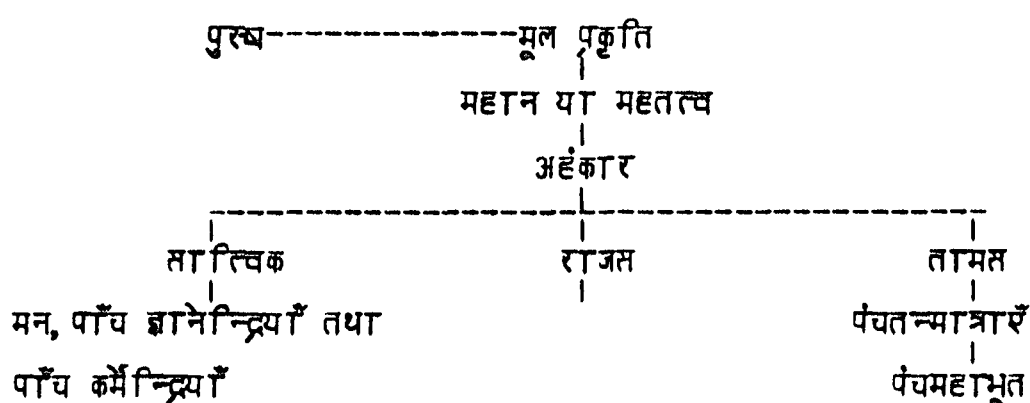 पुरुष--------------मूल प्रकृति
महान या महतत्व
अहंकार
सात्त्विक राजस तामस
मन, पाँच ज्ञानेन्द्रियाँ तथा पंचतन्मात्राएँ
पाँच कर्मेन्द्रियाँ पंचमहाभूत